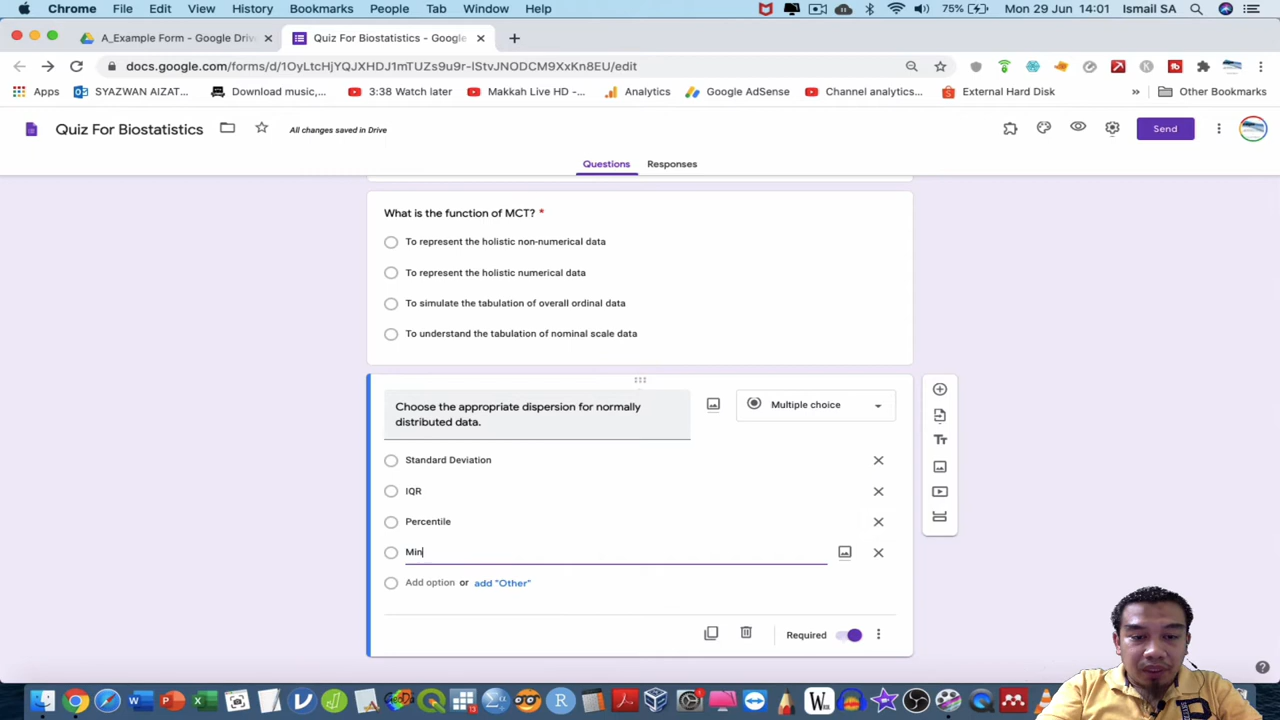 Chrome File Edit View History Bookmarks People Tab Window Help 75% Mon 29 Jun 14:01 Ismail SA
A_Example Form - Google Driv Quiz For Biostatistics - Google
docs.google.com/forms/d/1OyLtcHjYQJXHDJ1mTUZs9u9r-iStvJNODCM9XxKn8EU/edit
Apps SYAZWAN AIZAT... Download music,... 3:38 Watch later Makkah Live HD -... Analytics Google AdSense Channel analytics... External Hard Disk » Other Bookmarks
Quiz For Biostatistics All changes saved in Drive Send
Questions Responses
What is the function of MCT? *
To represent the holistic non-numerical data
To represent the holistic numerical data
To simulate the tabulation of overall ordinal data
To understand the tabulation of nominal scale data
Choose the appropriate dispersion for normally
distributed data.
Multiple choice
Standard Deviation
IQR
Percentile
Min
Add option or add "Other"
Required